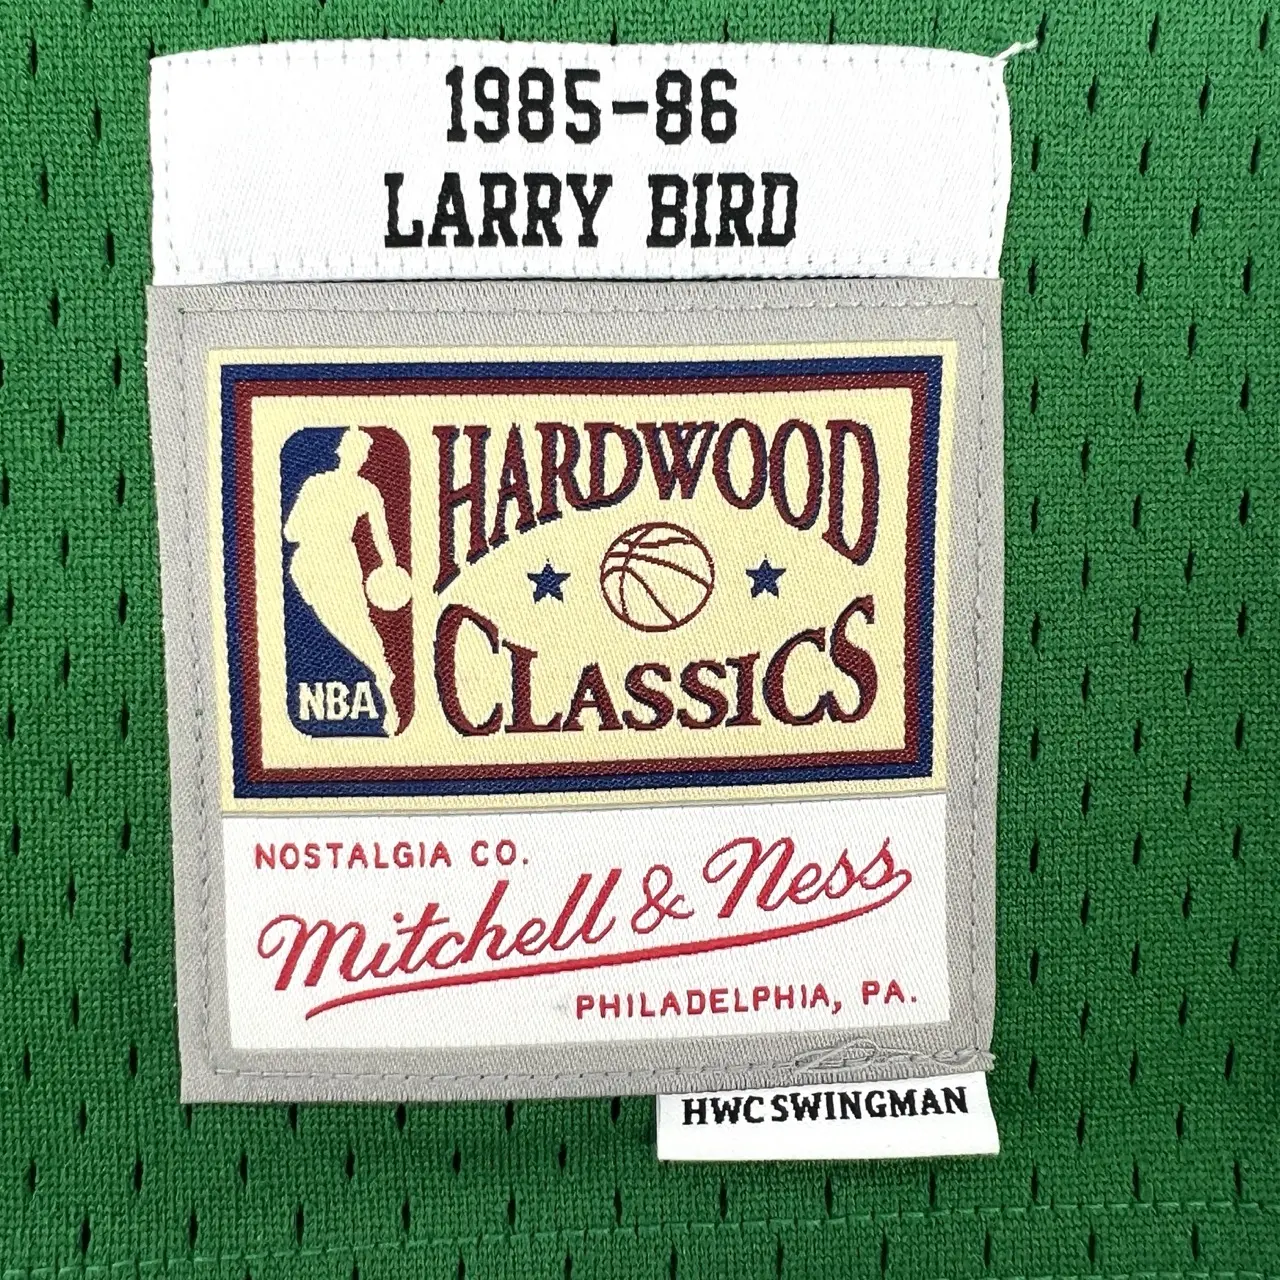 1985-86
LARRY BIRD
HARDWOOD
CLASSICS
NBA
NOSTALGIA CO.
Mitchell & Ness
PHILADELPHIA, PA.
HWC SWINGMAN